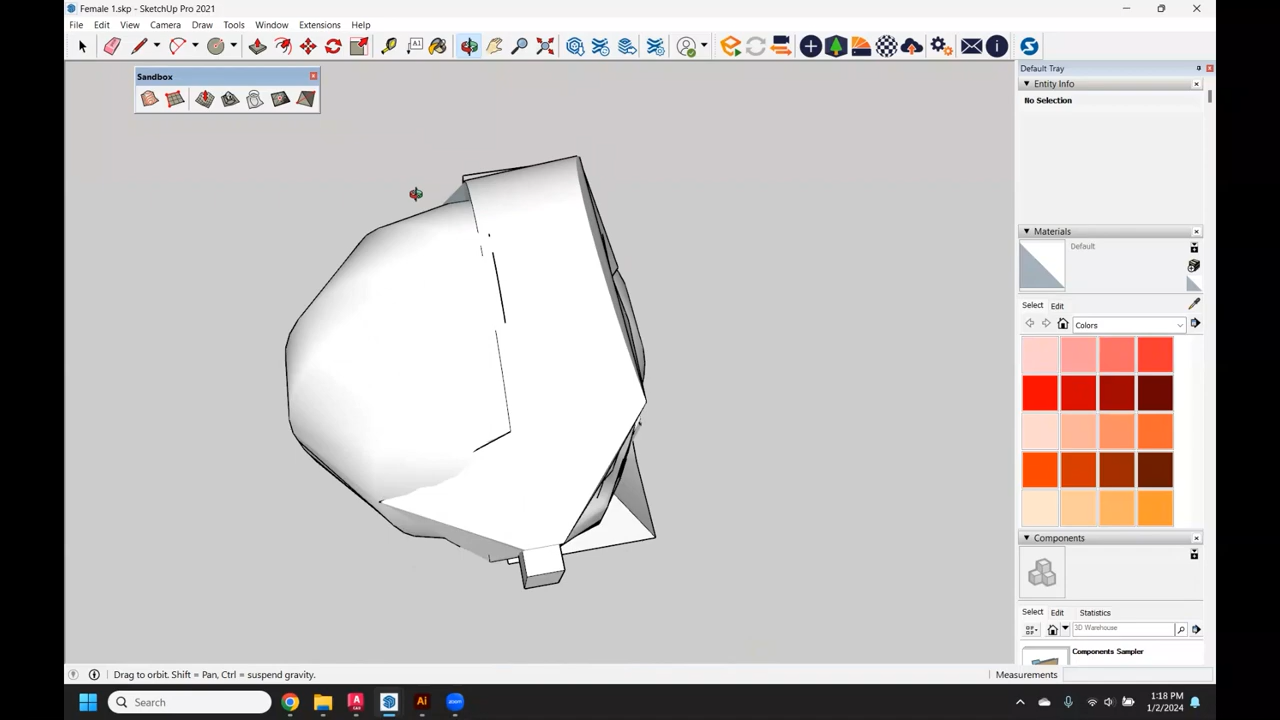 Female 1.skp - SketchUp Pro 2021
File Edit View Camera Draw Tools Window Extensions Help
Sandbox
Default Tray
Entity Info
No Selection
Materials
Default
Select Edit
Colors
Components
Select Edit Statistics
3D Warehouse
Components Sampler
Drag to orbit. Shift = Pan, Ctrl = suspend gravity.
Measurements
Search
1:18 PM
1/2/2024